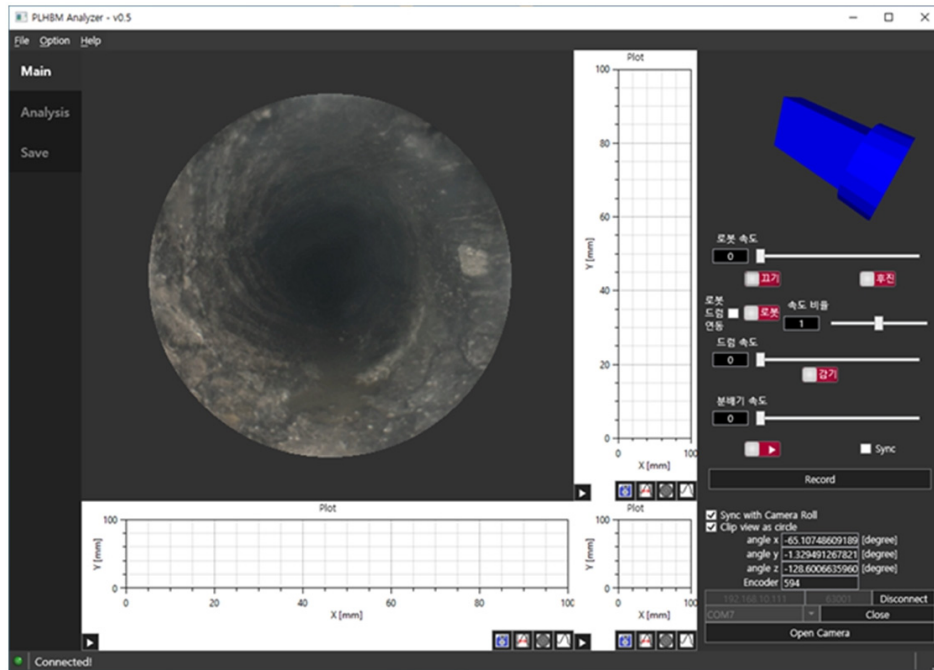 PLHBM Analyzer - v0.5
File Option Help
Main
Analysis
Save
Plot
100
80
60
40
20
0
Y [mm]
0 100
X [mm]
로봇 속도
0
끄기 후진
로봇
드럼
연동
로봇
속도 비율
1
드럼 속도
0
감기
분배기 속도
0
Sync
Record
Plot
100
0
Y [mm]
0 20 40 60 80 100
X [mm]
Plot
100
0
Y [mm]
0 100
X [mm]
Sync with Camera Roll
Clip view as circle
angle x -65.10748609189 [degree]
angle y -1.329491267821 [degree]
angle z -128.6006635960 [degree]
Encoder 594
192.168.10.111 63001 Disconnect
COM7 Close
Open Camera
Connected!